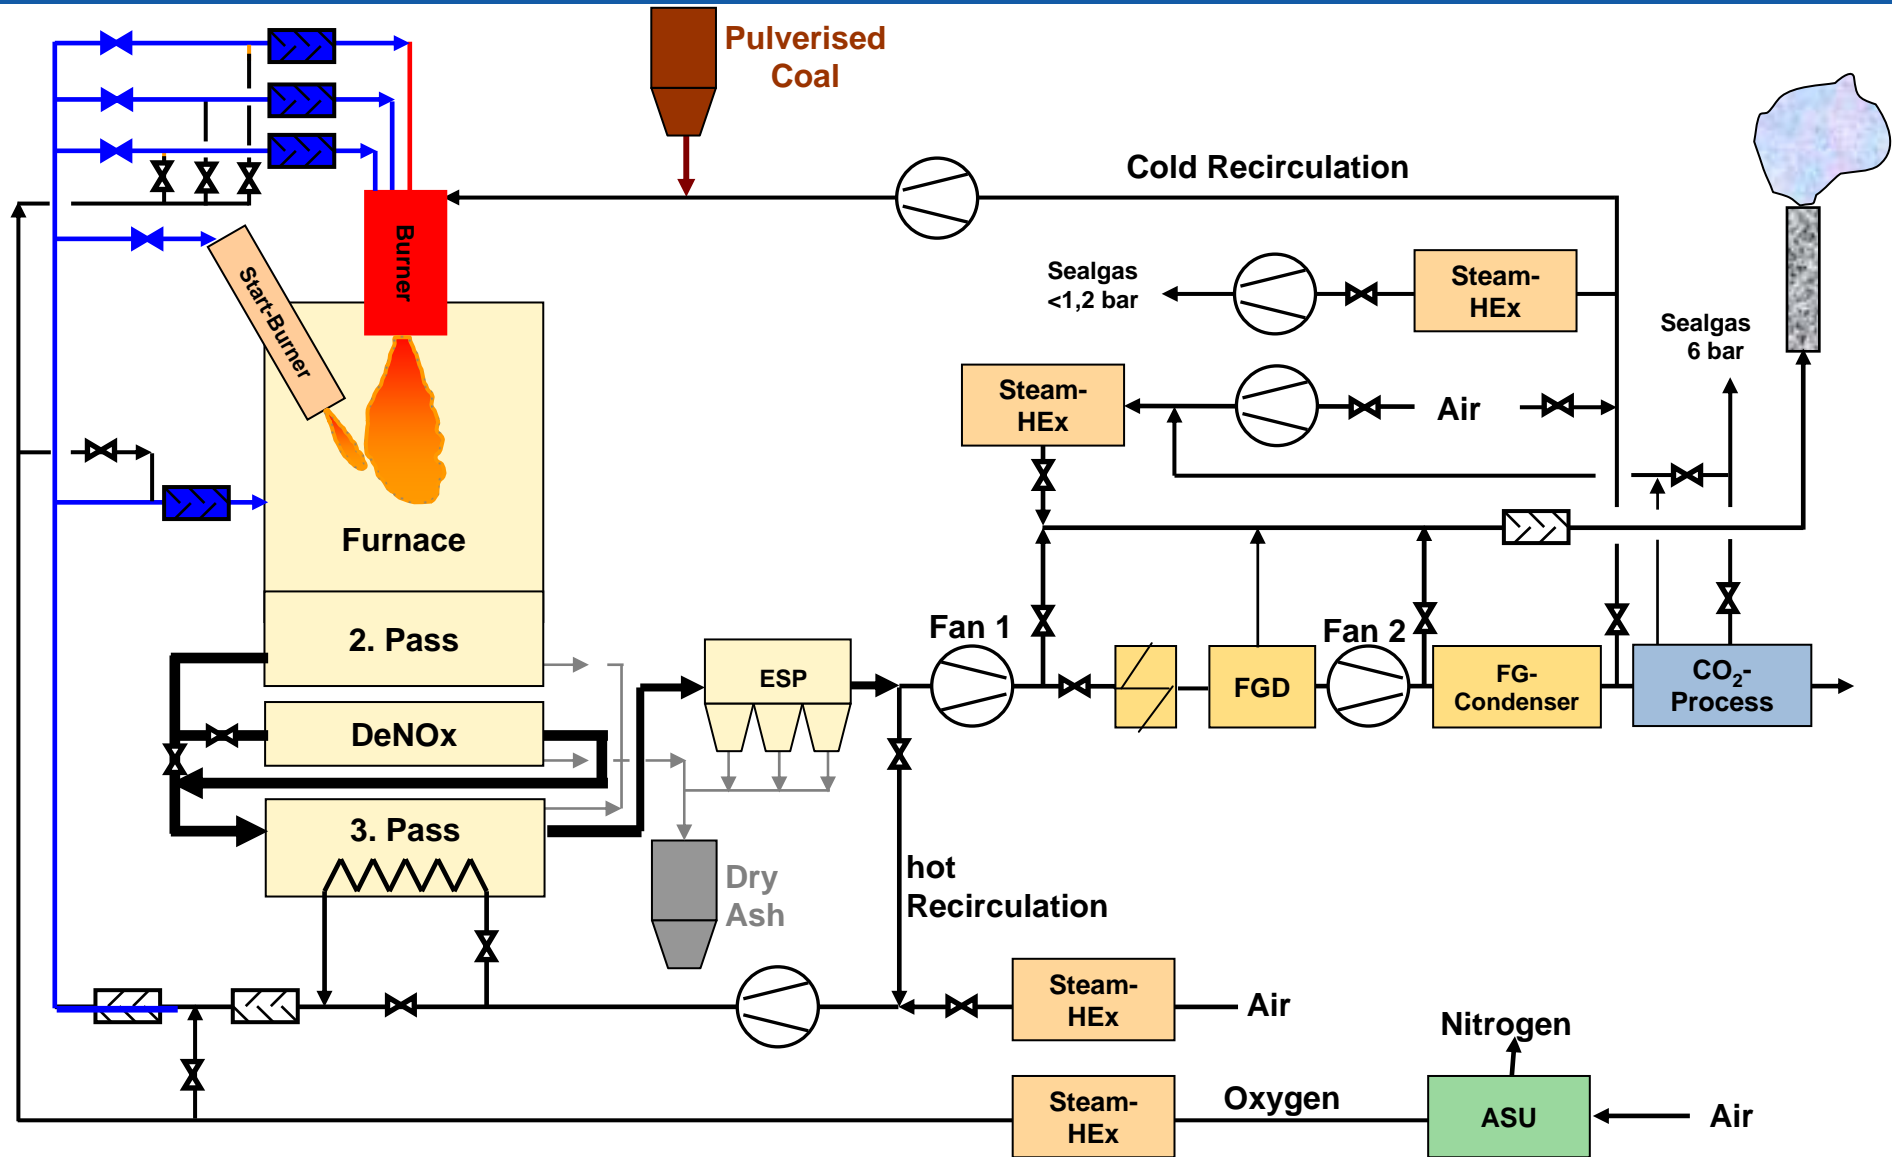 Pulverised
Coal
Cold Recirculation
Burner
Start-Burner
Sealgas
<1,2 bar
Steam-
HEx
Sealgas
6 bar
Steam-
HEx
Air
Furnace
2. Pass
DeNOx
3. Pass
ESP
Fan 1
FGD
Fan 2
FG-
Condenser
CO2-
Process
Dry
Ash
hot
Recirculation
Steam-
HEx
Air
Nitrogen
Steam-
HEx
Oxygen
ASU
Air